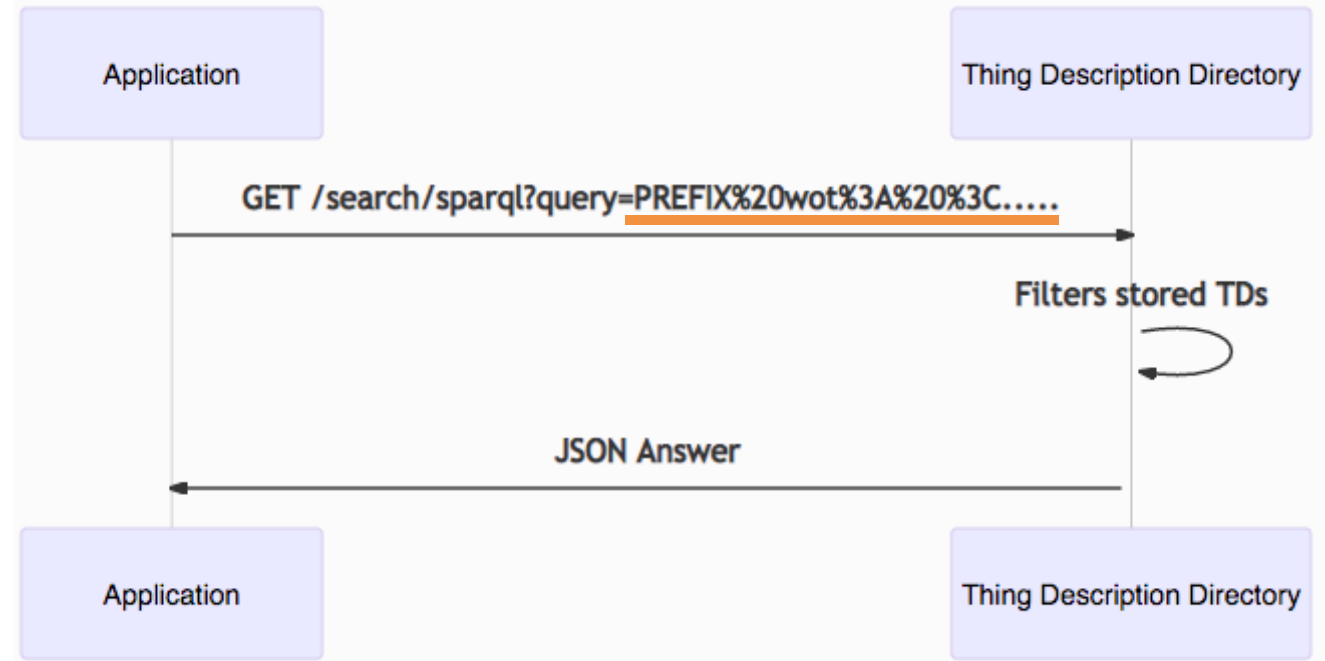 Application
Thing Description Directory
GET /search/sparql?query=PREFIX%20wot%3A%20%3C.....
Filters stored TDs
JSON Answer
Application
Thing Description Directory